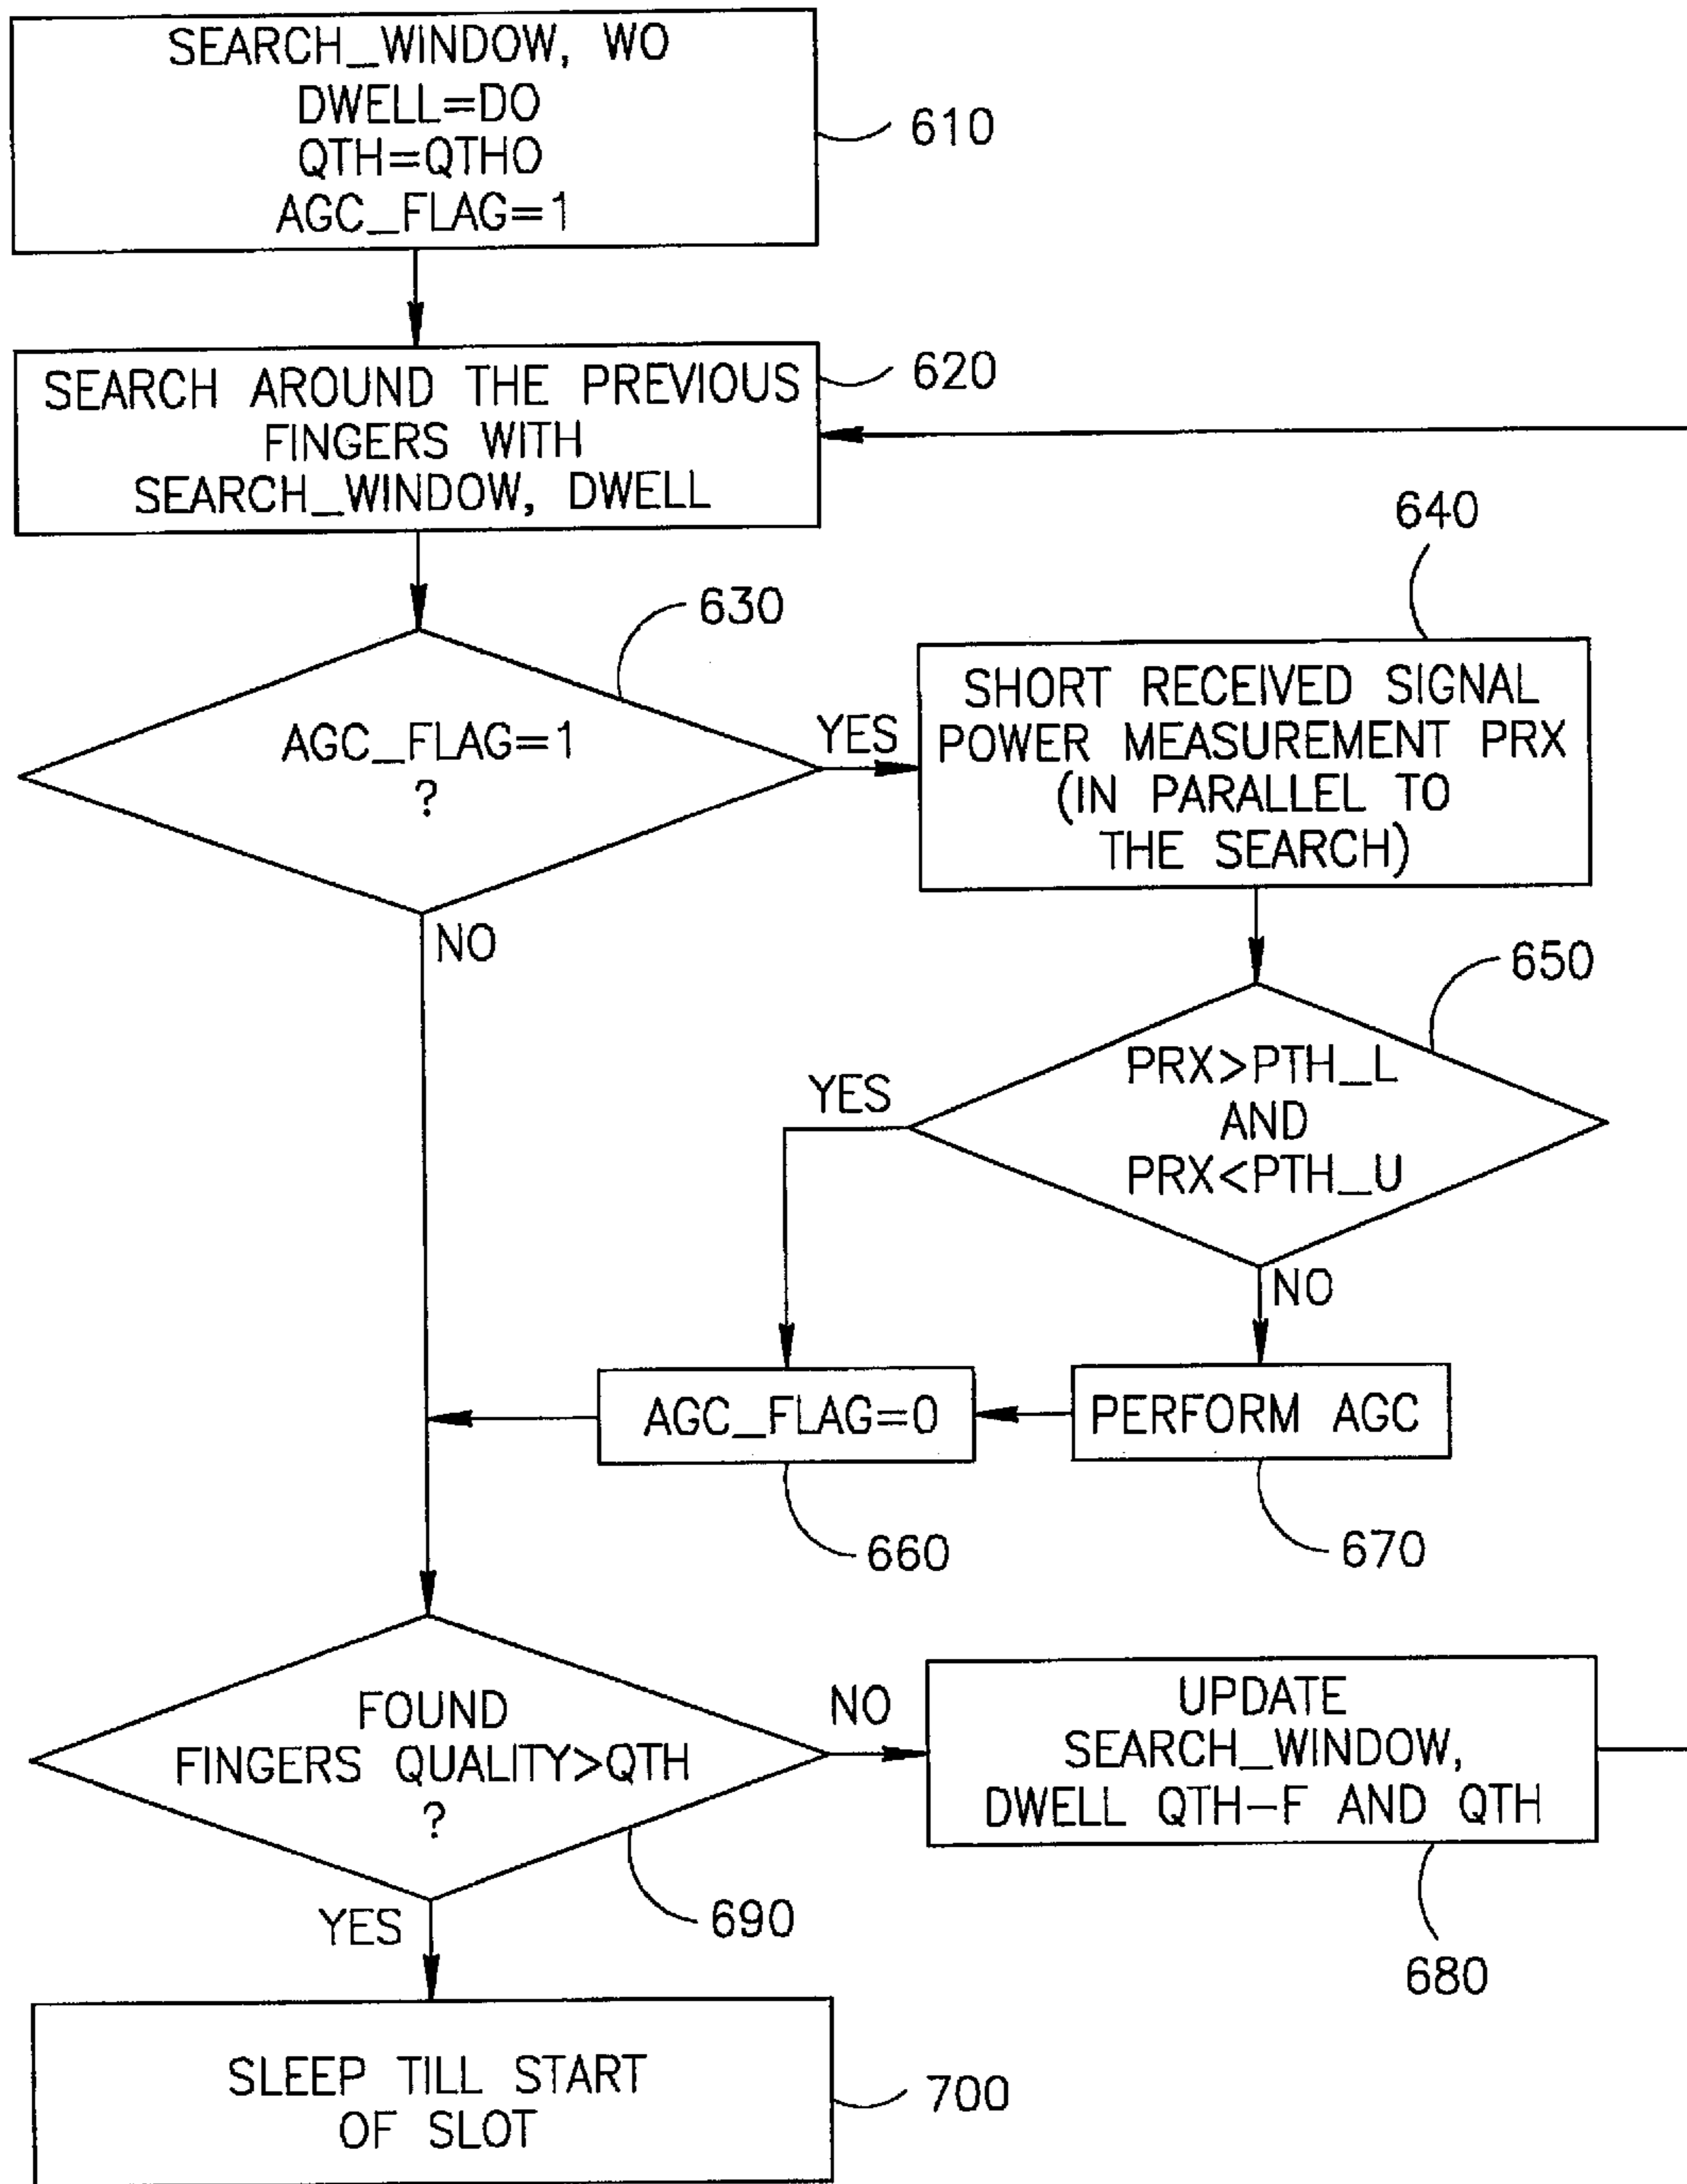 SEARCH_WINDOW, WO
DWELL=DO
QTH=QTHO
AGC_FLAG=1
610
SEARCH AROUND THE PREVIOUS
FINGERS WITH
SEARCH_WINDOW, DWELL
620
630
AGC_FLAG=1
?
YES
NO
640
SHORT RECEIVED SIGNAL
POWER MEASUREMENT PRX
(IN PARALLEL TO
THE SEARCH)
650
PRX>PTH_L
AND
PRX<PTH_U
YES
NO
AGC_FLAG=0
660
PERFORM AGC
670
FOUND
FINGERS QUALITY>QTH
?
NO
YES
690
UPDATE
SEARCH_WINDOW,
DWELL QTH-F AND QTH
680
SLEEP TILL START
OF SLOT
700